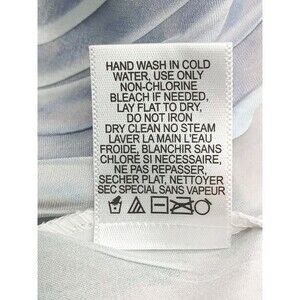 HAND WASH IN COLD
WATER, USE ONLY
NON-CHLORINE
BLEACH IF NEEDED,
LAY FLAT TO DRY,
DO NOT IRON
DRY CLEAN NO STEAM
LAVER LA MAIN L'EAU
FROIDE, BLANCHIR SANS
CHLORÉ SI NECESSAIRE,
NE PAS REPASSER,
SECHER PLAT, NETTOYER
SEC SPECIAL SANS VAPEUR